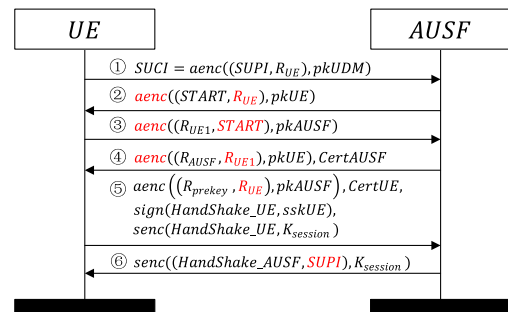 UE AUSF
① SUCI = aenc((SUPI, R_UE), pkUDM)
② aenc((START, R_UE), pkUE)
③ aenc((R_UE1, START), pkAUSF)
④ aenc((R_AUSF, R_UE1), pkUE), CertAUSF
⑤ aenc((R_prekey, R_UE), pkAUSF), CertUE,
sign(HandShake_UE, sskUE),
senc(HandShake_UE, K_session)
⑥ senc((HandShake_AUSF, SUPI), K_session)